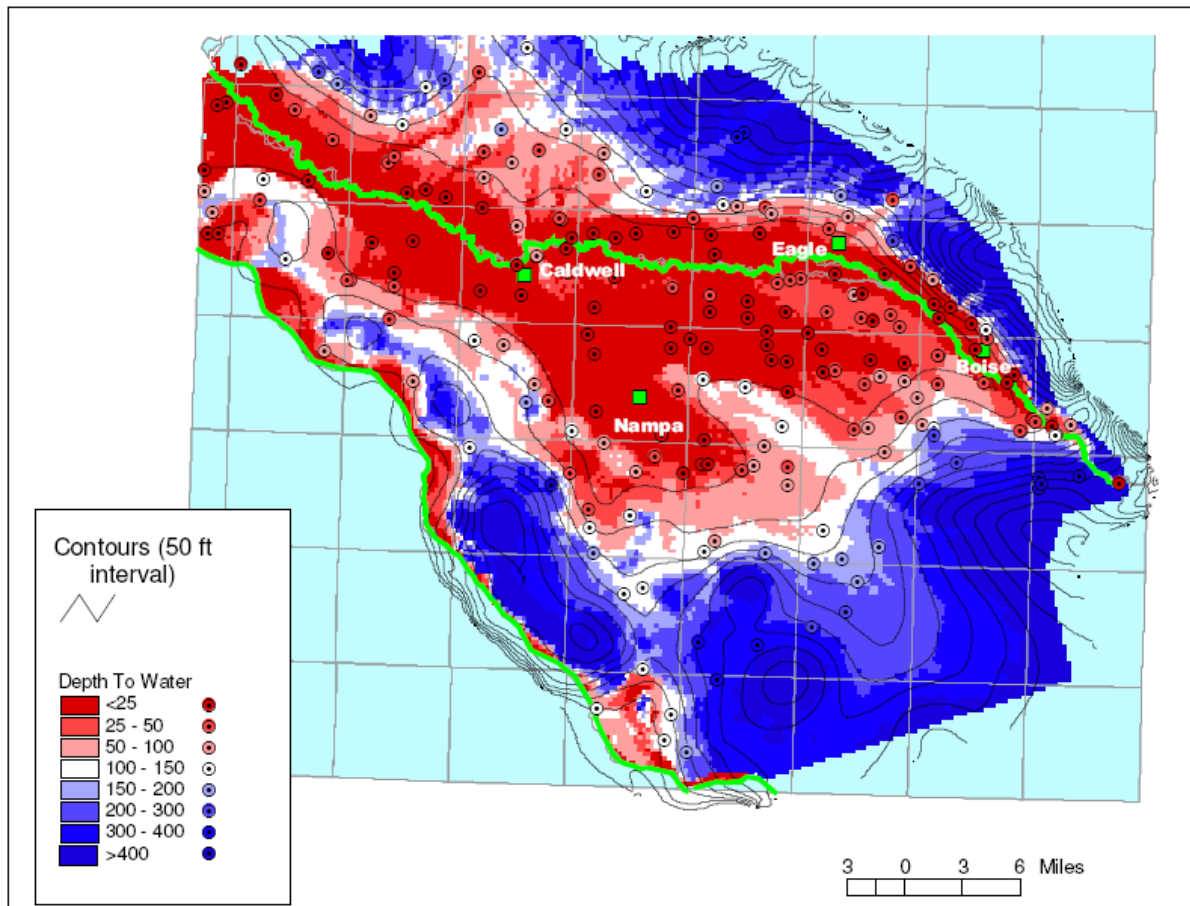 Eagle
Caldwell
Boise
Nampa
Contours (50 ft
interval)
Depth To Water
<25
25 - 50
50 - 100
100 - 150
150 - 200
200 - 300
300 - 400
>400
3 0 3 6 Miles